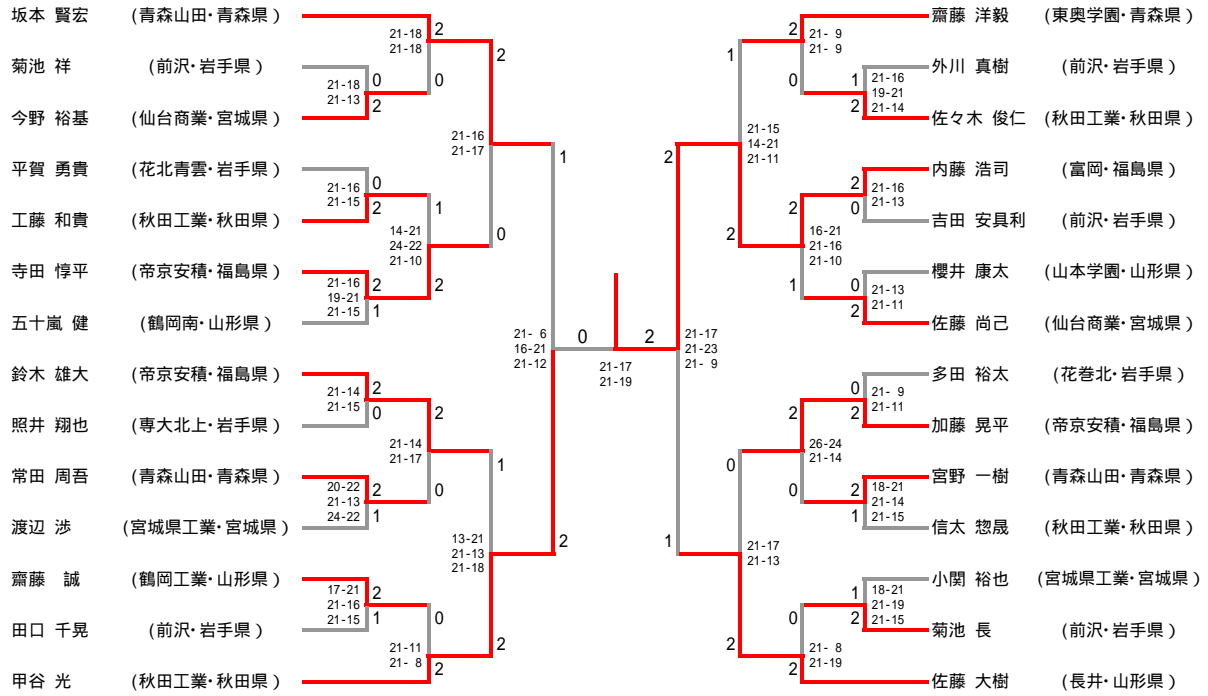 坂本 賢宏 (青森山田・青森県)
菊池 祥 (前沢・岩手県)
今野 裕基 (仙台商業・宮城県)
平賀 勇貴 (花北青雲・岩手県)
工藤 和貴 (秋田工業・秋田県)
寺田 惇平 (帝京安積・福島県)
五十嵐 健 (鶴岡南・山形県)
鈴木 雄大 (帝京安積・福島県)
照井 翔也 (専大北上・岩手県)
常田 周吾 (青森山田・青森県)
渡辺 渉 (宮城県工業・宮城県)
齋藤 誠 (鶴岡工業・山形県)
田口 千晃 (前沢・岩手県)
甲谷 光 (秋田工業・秋田県)
21-18 2
21-18 0
21-18 0
21-13 2
21-16 0
21-15 2
21-16 2
19-21
21-15 1
14-21 1
24-22
21-10 2
21-16 2
21-17 0
21-14 2
21-15 0
20-22 2
21-13
24-22 1
21-14 2
21-17 0
17-21 2
21-16
21-15 1
21-11 0
21- 8 2
13-21 1
21-13
21-18 2
21- 6 1
16-21
21-12 2
0 2
21-17
21-19
齋藤 洋毅 (東奥学園・青森県)
外川 真樹 (前沢・岩手県)
佐々木 俊仁 (秋田工業・秋田県)
内藤 浩司 (富岡・福島県)
吉田 安具利 (前沢・岩手県)
櫻井 康太 (山本学園・山形県)
佐藤 尚己 (仙台商業・宮城県)
多田 裕太 (花巻北・岩手県)
加藤 晃平 (帝京安積・福島県)
宮野 一樹 (青森山田・青森県)
信太 惣晟 (秋田工業・秋田県)
小関 裕也 (宮城県工業・宮城県)
菊池 長 (前沢・岩手県)
佐藤 大樹 (長井・山形県)
2 21- 9
0 21- 9
1 21-16
19-21
2 21-14
2 21-16
0 21-13
0 21-13
2 21-11
2 16-21
21-16
1 21-10
1 21-15
14-21
2 21-11
0 21- 9
2 21-11
2 18-21
21-14
1 21-15
2 26-24
0 21-14
1 18-21
21-19
2 21-15
0 21- 8
2 21-19
0 21-17
2 21-13
2 21-17
21-23
1 21- 9